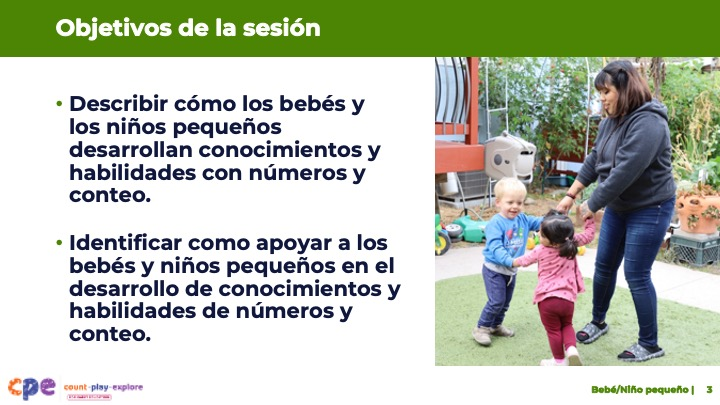 Objetivos de la sesión
• Describir cómo los bebés y
los niños pequeños
desarrollan conocimientos y
habilidades con números y
conteo.
• Identificar como apoyar a los
bebés y niños pequeños en el
desarrollo de conocimientos y
habilidades de números y
conteo.
cpe count-play-explore
Bebé/Niño pequeño | 3